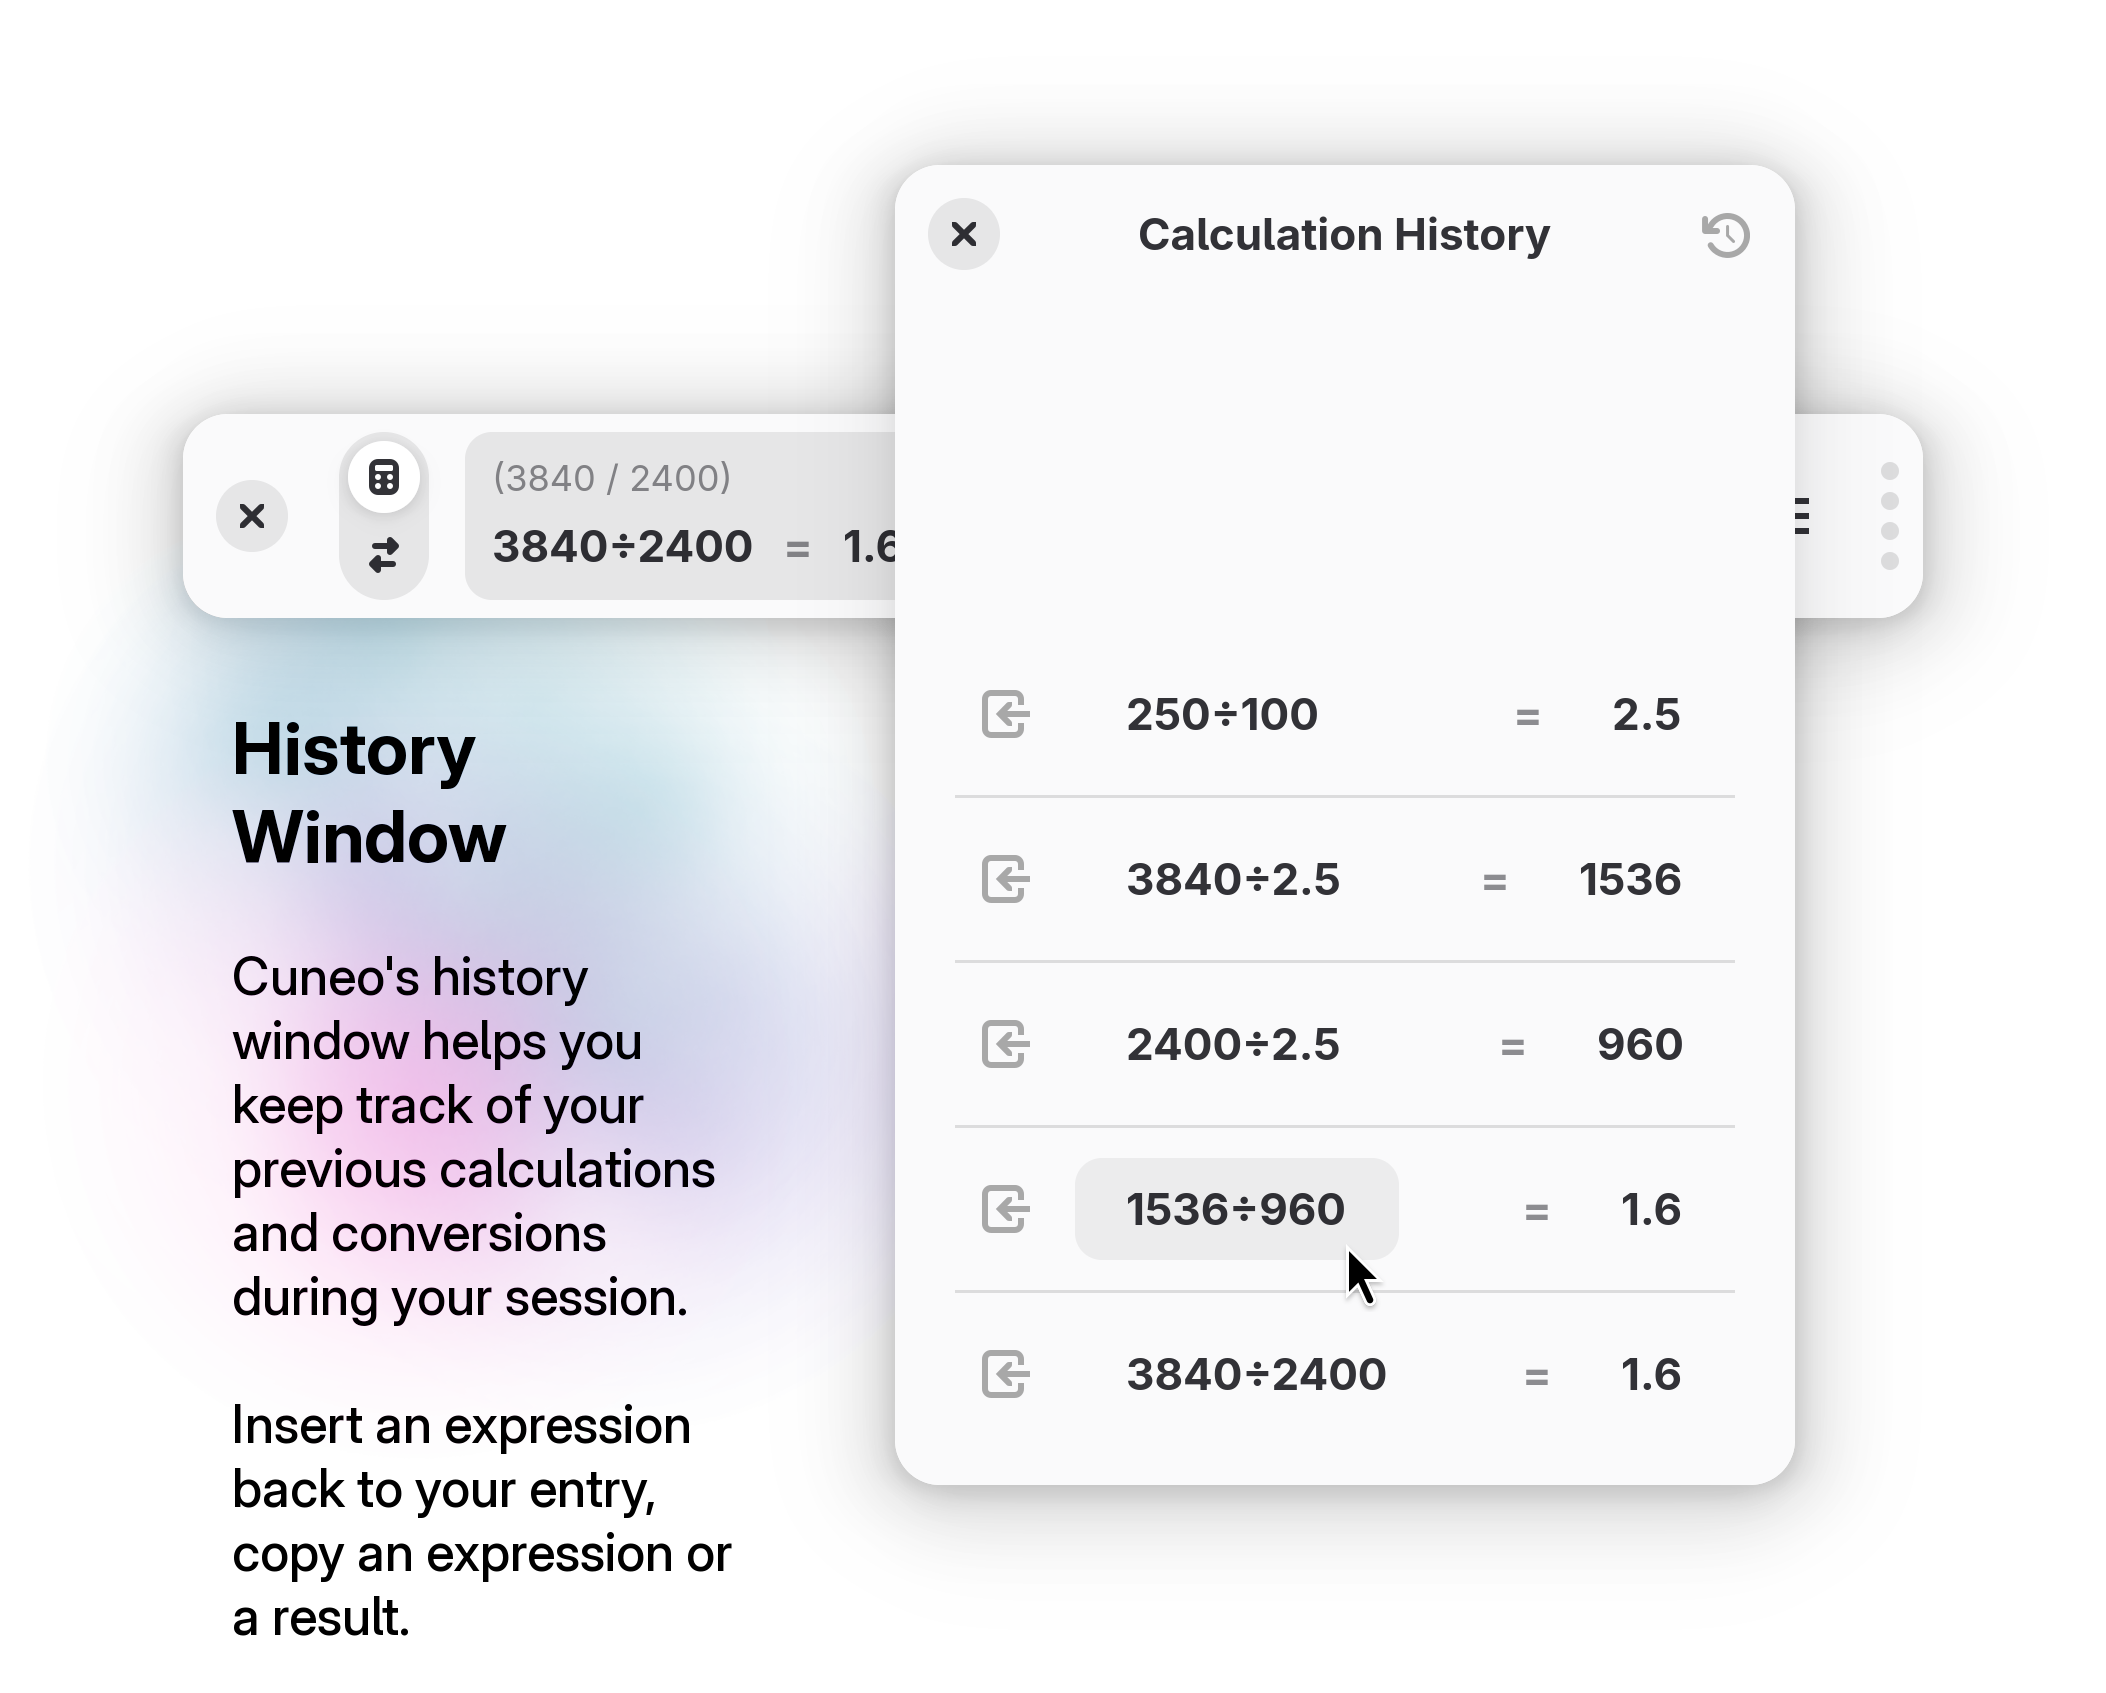 Calculation History
(3840 / 2400)
3840÷2400 = 1.6
250÷100 = 2.5
3840÷2.5 = 1536
2400÷2.5 = 960
1536÷960 = 1.6
3840÷2400 = 1.6
History
Window
Cuneo's history
window helps you
keep track of your
previous calculations
and conversions
during your session.
Insert an expression
back to your entry,
copy an expression or
a result.